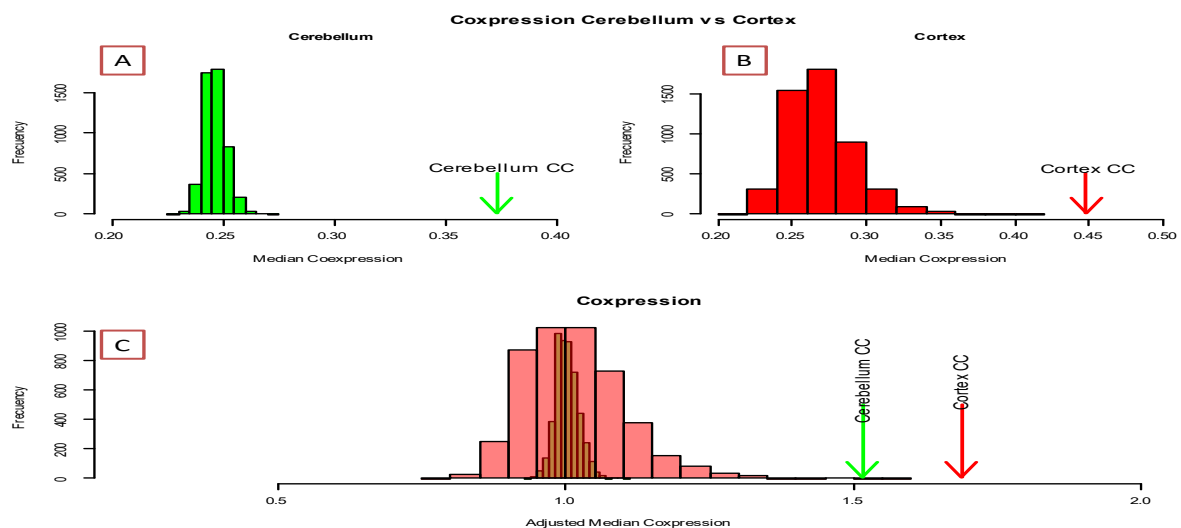 Coxpression Cerebellum vs Cortex
Cerebellum
A
Frecuency
0
500
1000
1500
Cerebellum CC
0.20
0.25
0.30
0.35
0.40
Median Coexpression
Cortex
B
Frecuency
0
500
1000
1500
Cortex CC
0.20
0.25
0.30
0.35
0.40
0.45
0.50
Median Coxpression
Coxpression
C
Frecuency
0
200
400
600
800
1000
Cerebellum CC
Cortex CC
0.5
1.0
1.5
2.0
Adjusted Median Coxpression